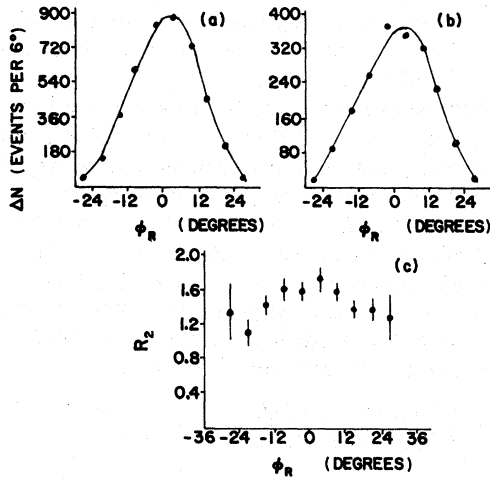 (a)
ΔN (EVENTS PER 6°)
900
720
540
360
180
-24 -12 0 12 24
ϕR (DEGREES)
(b)
400
320
240
160
80
-24 -12 0 12 24
ϕR (DEGREES)
(c)
R2
2.0
1.6
1.2
0.8
0.4
-36 -24 -12 0 12 24 36
ϕR (DEGREES)